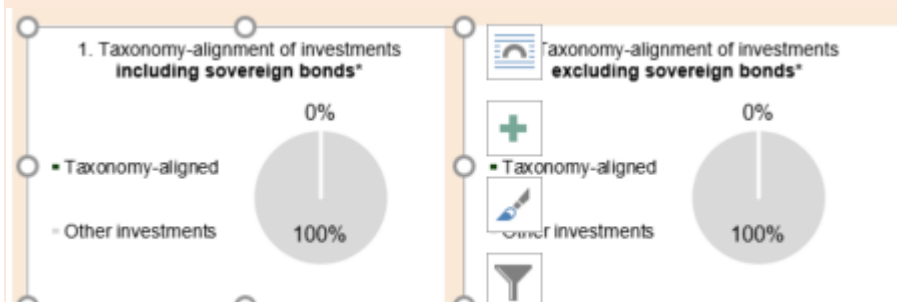 1. Taxonomy-alignment of investments
including sovereign bonds*
0%
Taxonomy-aligned
Other investments
100%
Taxonomy-alignment of investments
excluding sovereign bonds*
0%
Taxonomy-aligned
Other investments
100%